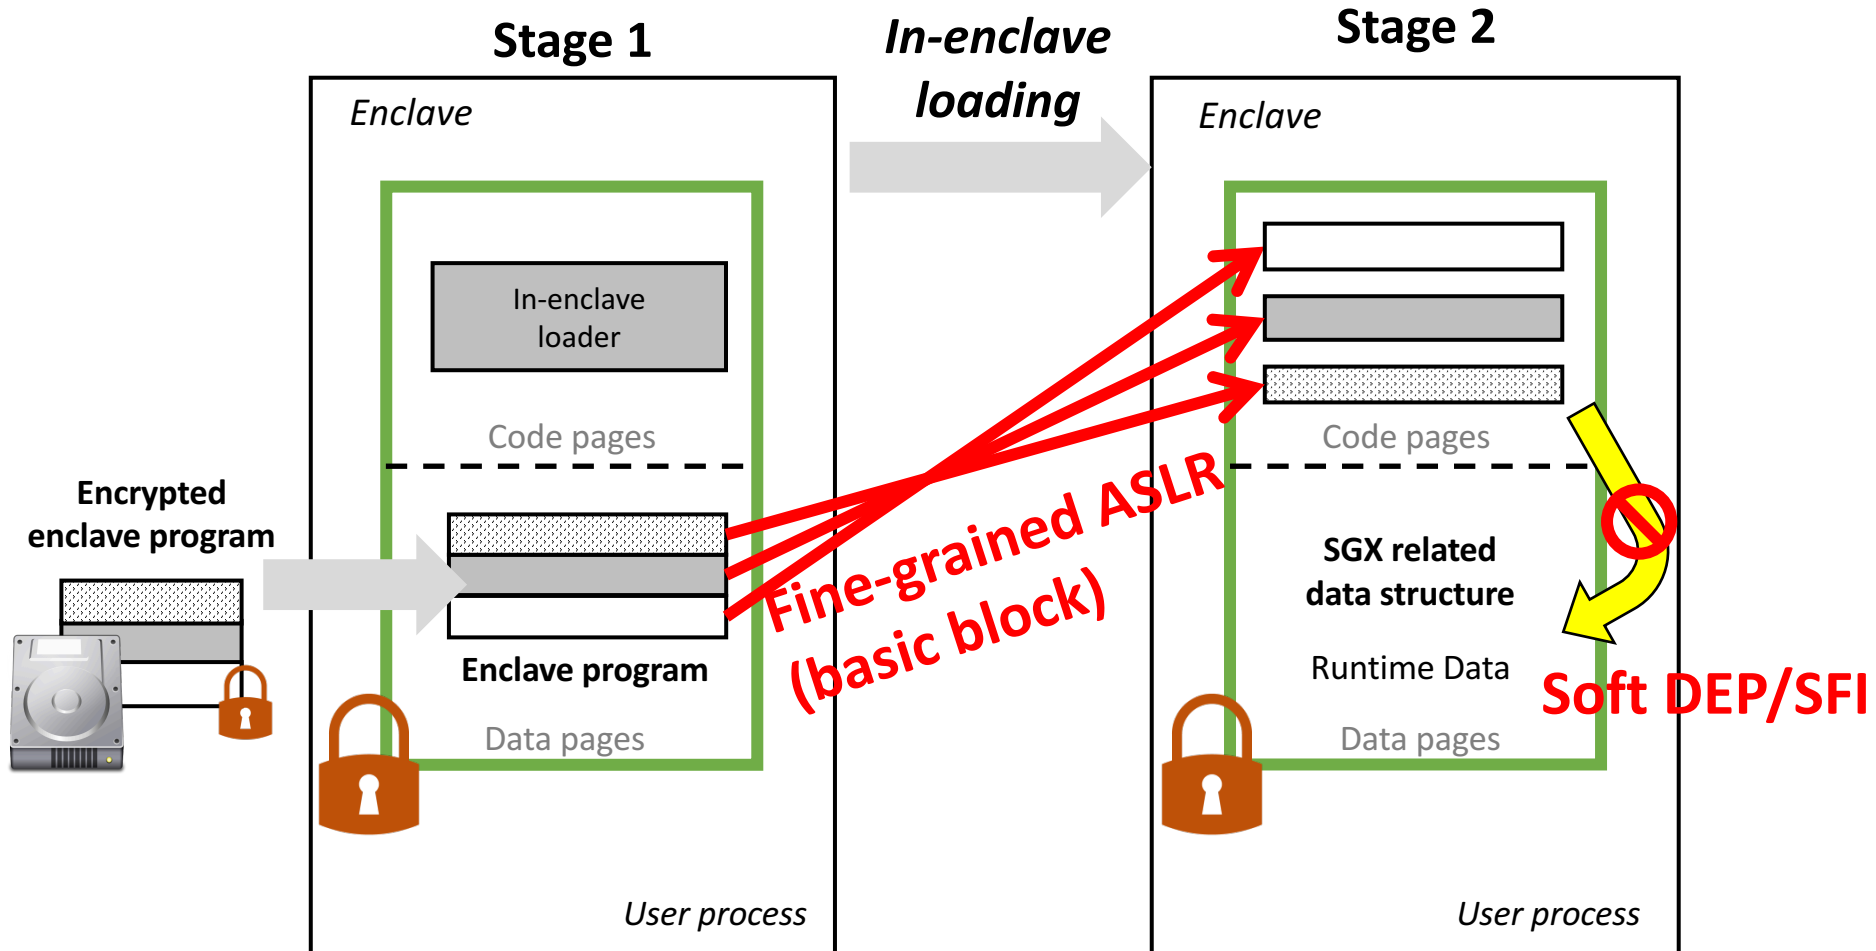 Stage 1
In-enclave
loading
Stage 2
Enclave
Enclave
In-enclave
loader
Code pages
Code pages
Encrypted
enclave program
Fine-grained ASLR
(basic block)
SGX related
data structure
Enclave program
Runtime Data
Soft DEP/SFI
Data pages
Data pages
User process
User process